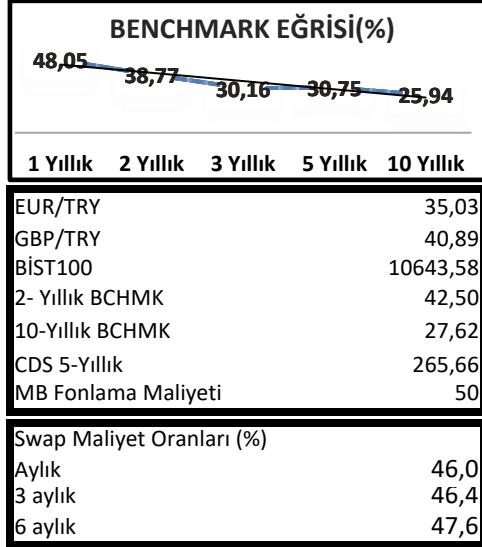 BENCHMARK EĞRİSİ(%)
48,05 38,77 30,16 30,75 25,94
1 Yıllık 2 Yıllık 3 Yıllık 5 Yıllık 10 Yıllık
EUR/TRY 35,03
GBP/TRY 40,89
BİST100 10643,58
2- Yıllık BCHMK 42,50
10-Yıllık BCHMK 27,62
CDS 5-Yıllık 265,66
MB Fonlama Maliyeti 50
Swap Maliyet Oranları (%)
Aylık 46,0
3 aylık 46,4
6 aylık 47,6